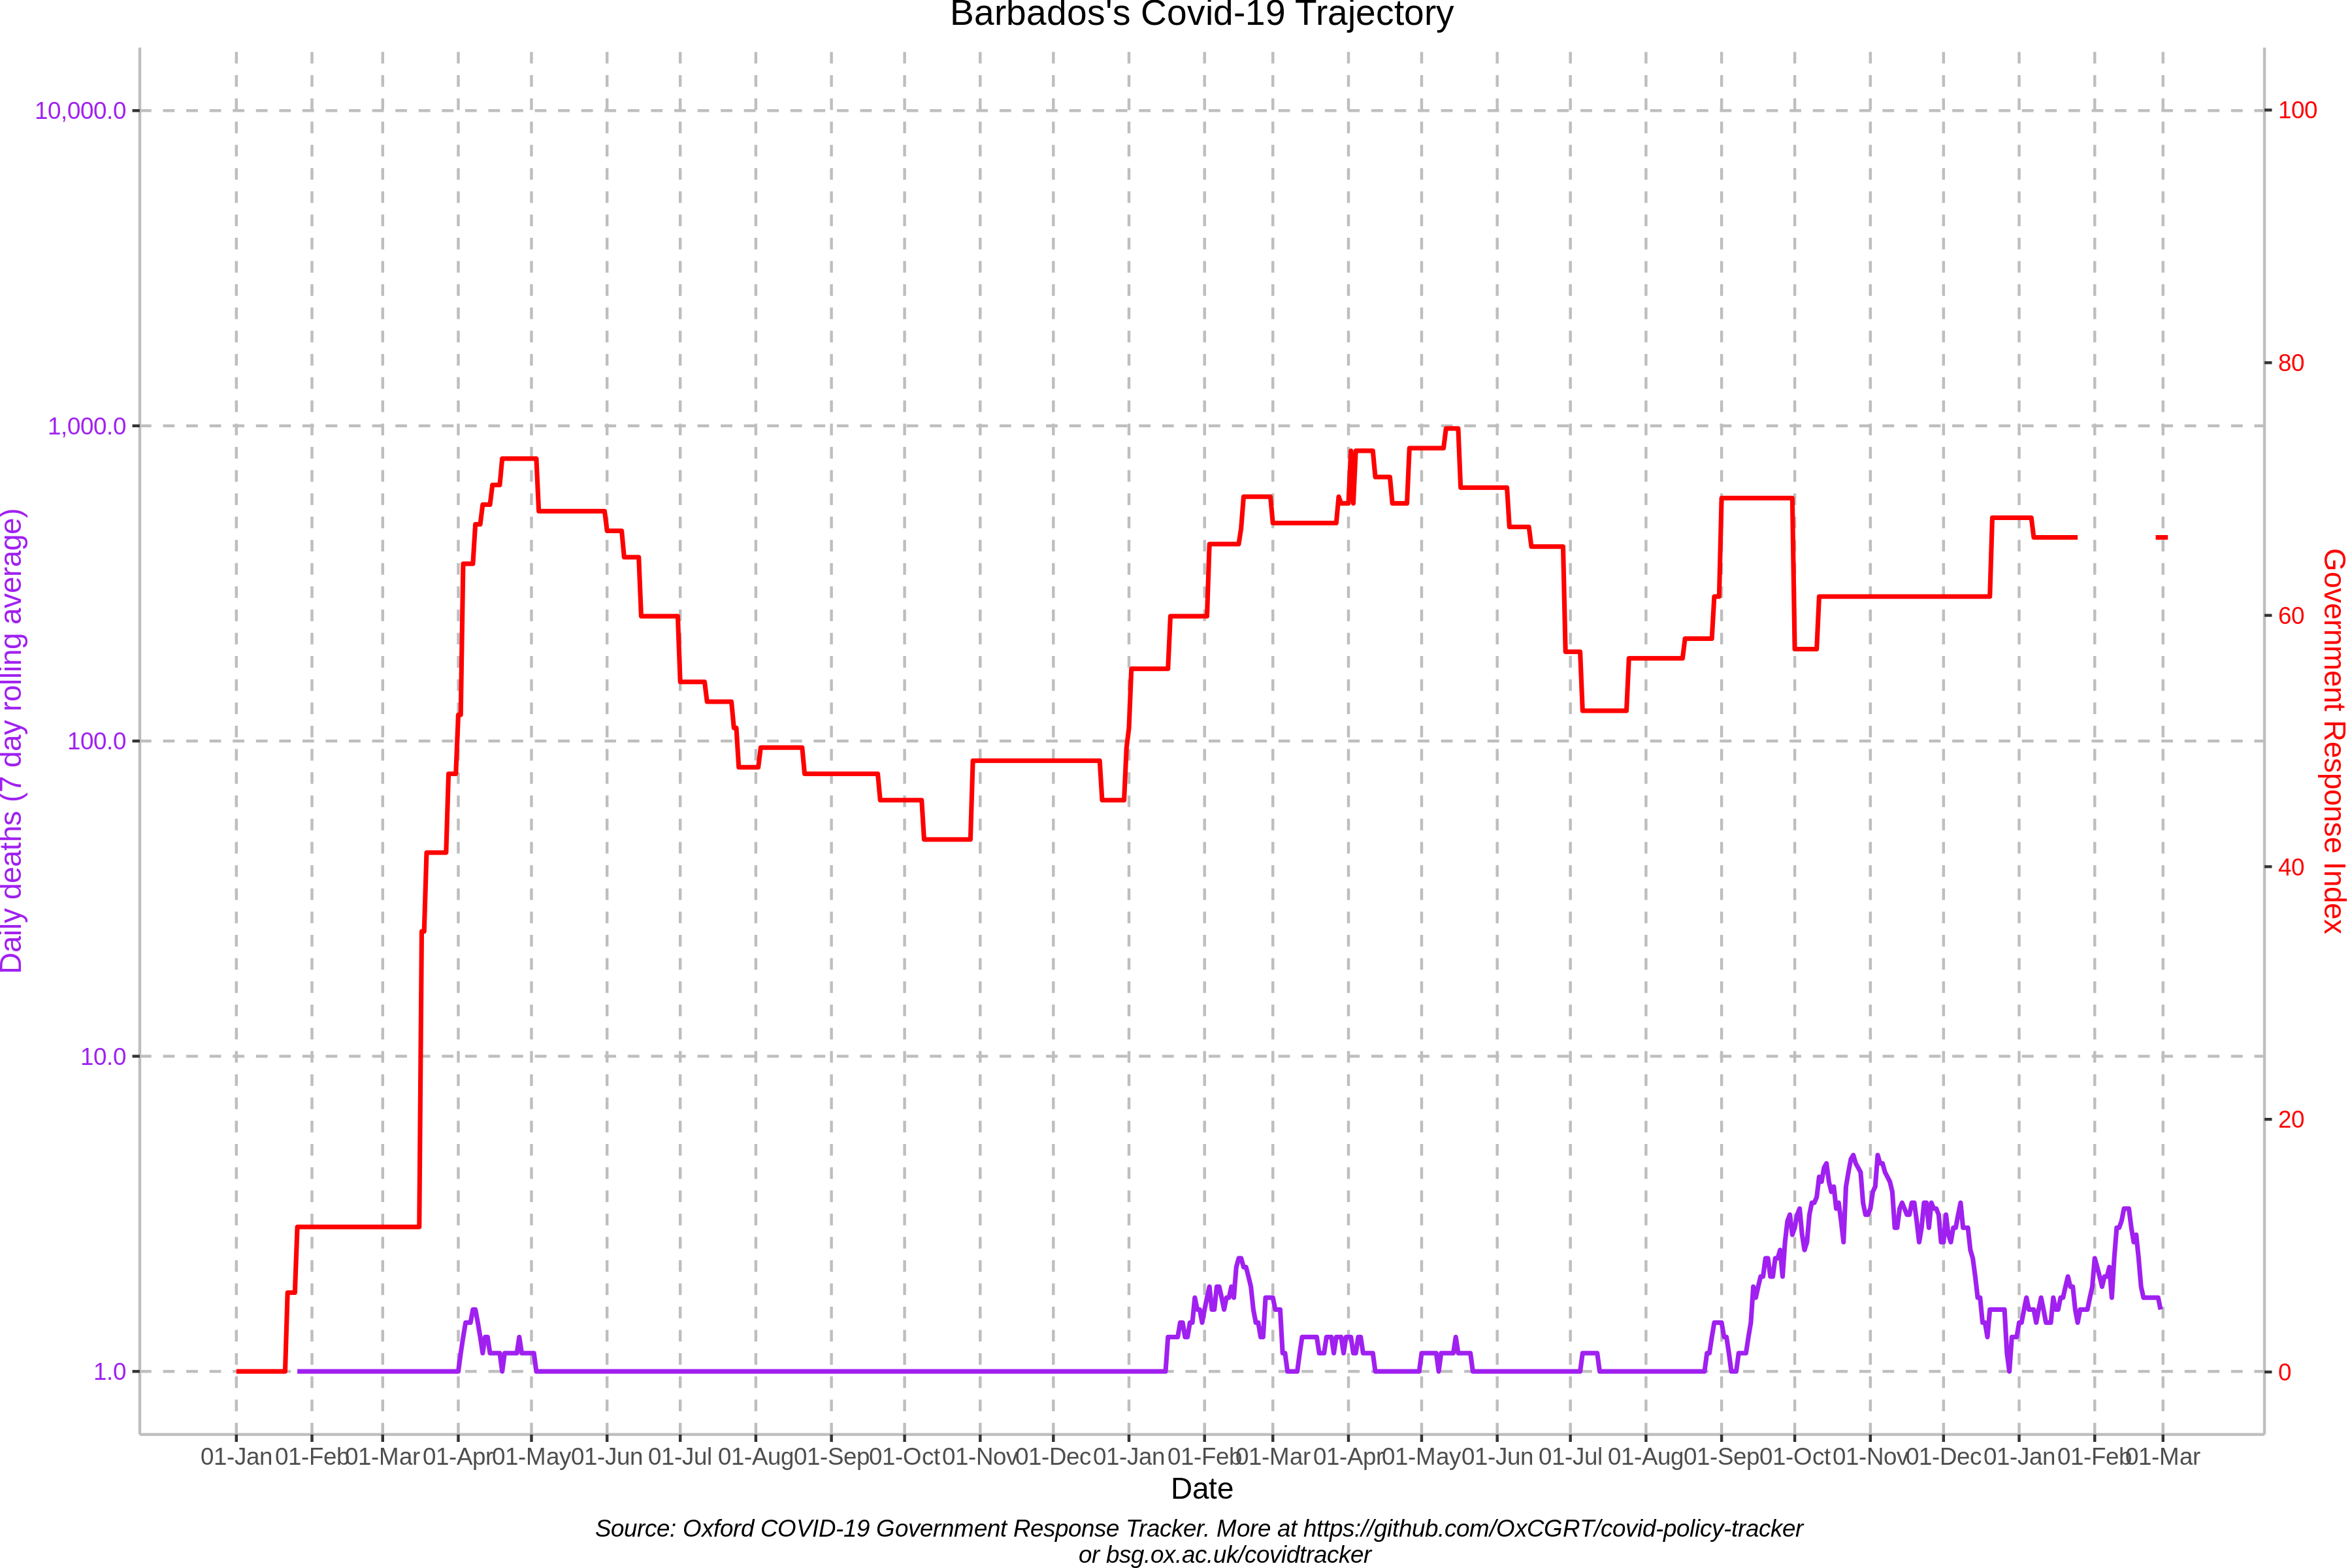 Barbados's Covid-19 Trajectory
Daily deaths (7 day rolling average)
10,000.0
1,000.0
100.0
10.0
1.0
100
80
60
40
20
0
Government Response Index
01-Jan 01-Feb 01-Mar 01-Apr 01-May 01-Jun 01-Jul 01-Aug 01-Sep 01-Oct 01-Nov 01-Dec 01-Jan 01-Feb 01-Mar 01-Apr 01-May 01-Jun 01-Jul 01-Aug 01-Sep 01-Oct 01-Nov 01-Dec 01-Jan 01-Feb 01-Mar
Date
Source: Oxford COVID-19 Government Response Tracker. More at https://github.com/OxCGRT/covid-policy-tracker
or bsg.ox.ac.uk/covidtracker